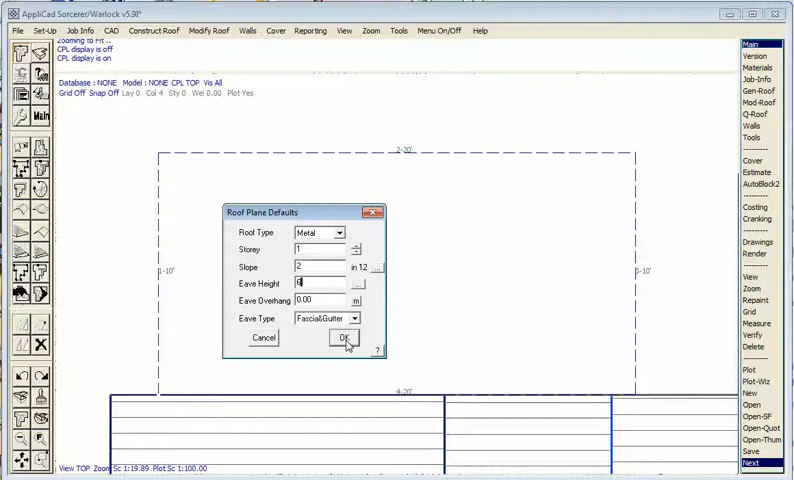 AppliCad Sorcerer/Warlock v5.9I*
File Set-Up Job Info CAD Construct Roof Modify Roof View Zoom Tools Menu On/Off Cover Reporting Walls Help
Zooming to Fit ..
CPL display is off
CPL display is on
Database : NONE Model : NONE CPL TOP Vis All
Grid Off Snap Off Lay 0 Col 4 Sty 0 Wei 0.00 Plot Yes
Main
2-20'
1-10'
3-10'
4-20'
Roof Plane Defaults
Roof Type Metal
Storey 1
Slope 2 in 12 ...
Eave Height 6 ...
Eave Overhang 0.00 m
Eave Type Fascia&Gutter
Cancel OK
?
View TOP Zoom Sc 1:19.89 Plot Sc 1:100.00
Main
Version
Materials
Job-Info
Gen-Roof
Mod-Roof
Q-Roof
Walls
Tools
---------
Cover
Estimate
AutoBlock2
---------
Costing
Cranking
---------
Drawings
Render
---------
View
Zoom
Repaint
Grid
Measure
Verify
Delete
---------
Plot
Plot-Wiz
New
Open
Open-SF
Open-Quot
Open-Thum
Save
Next